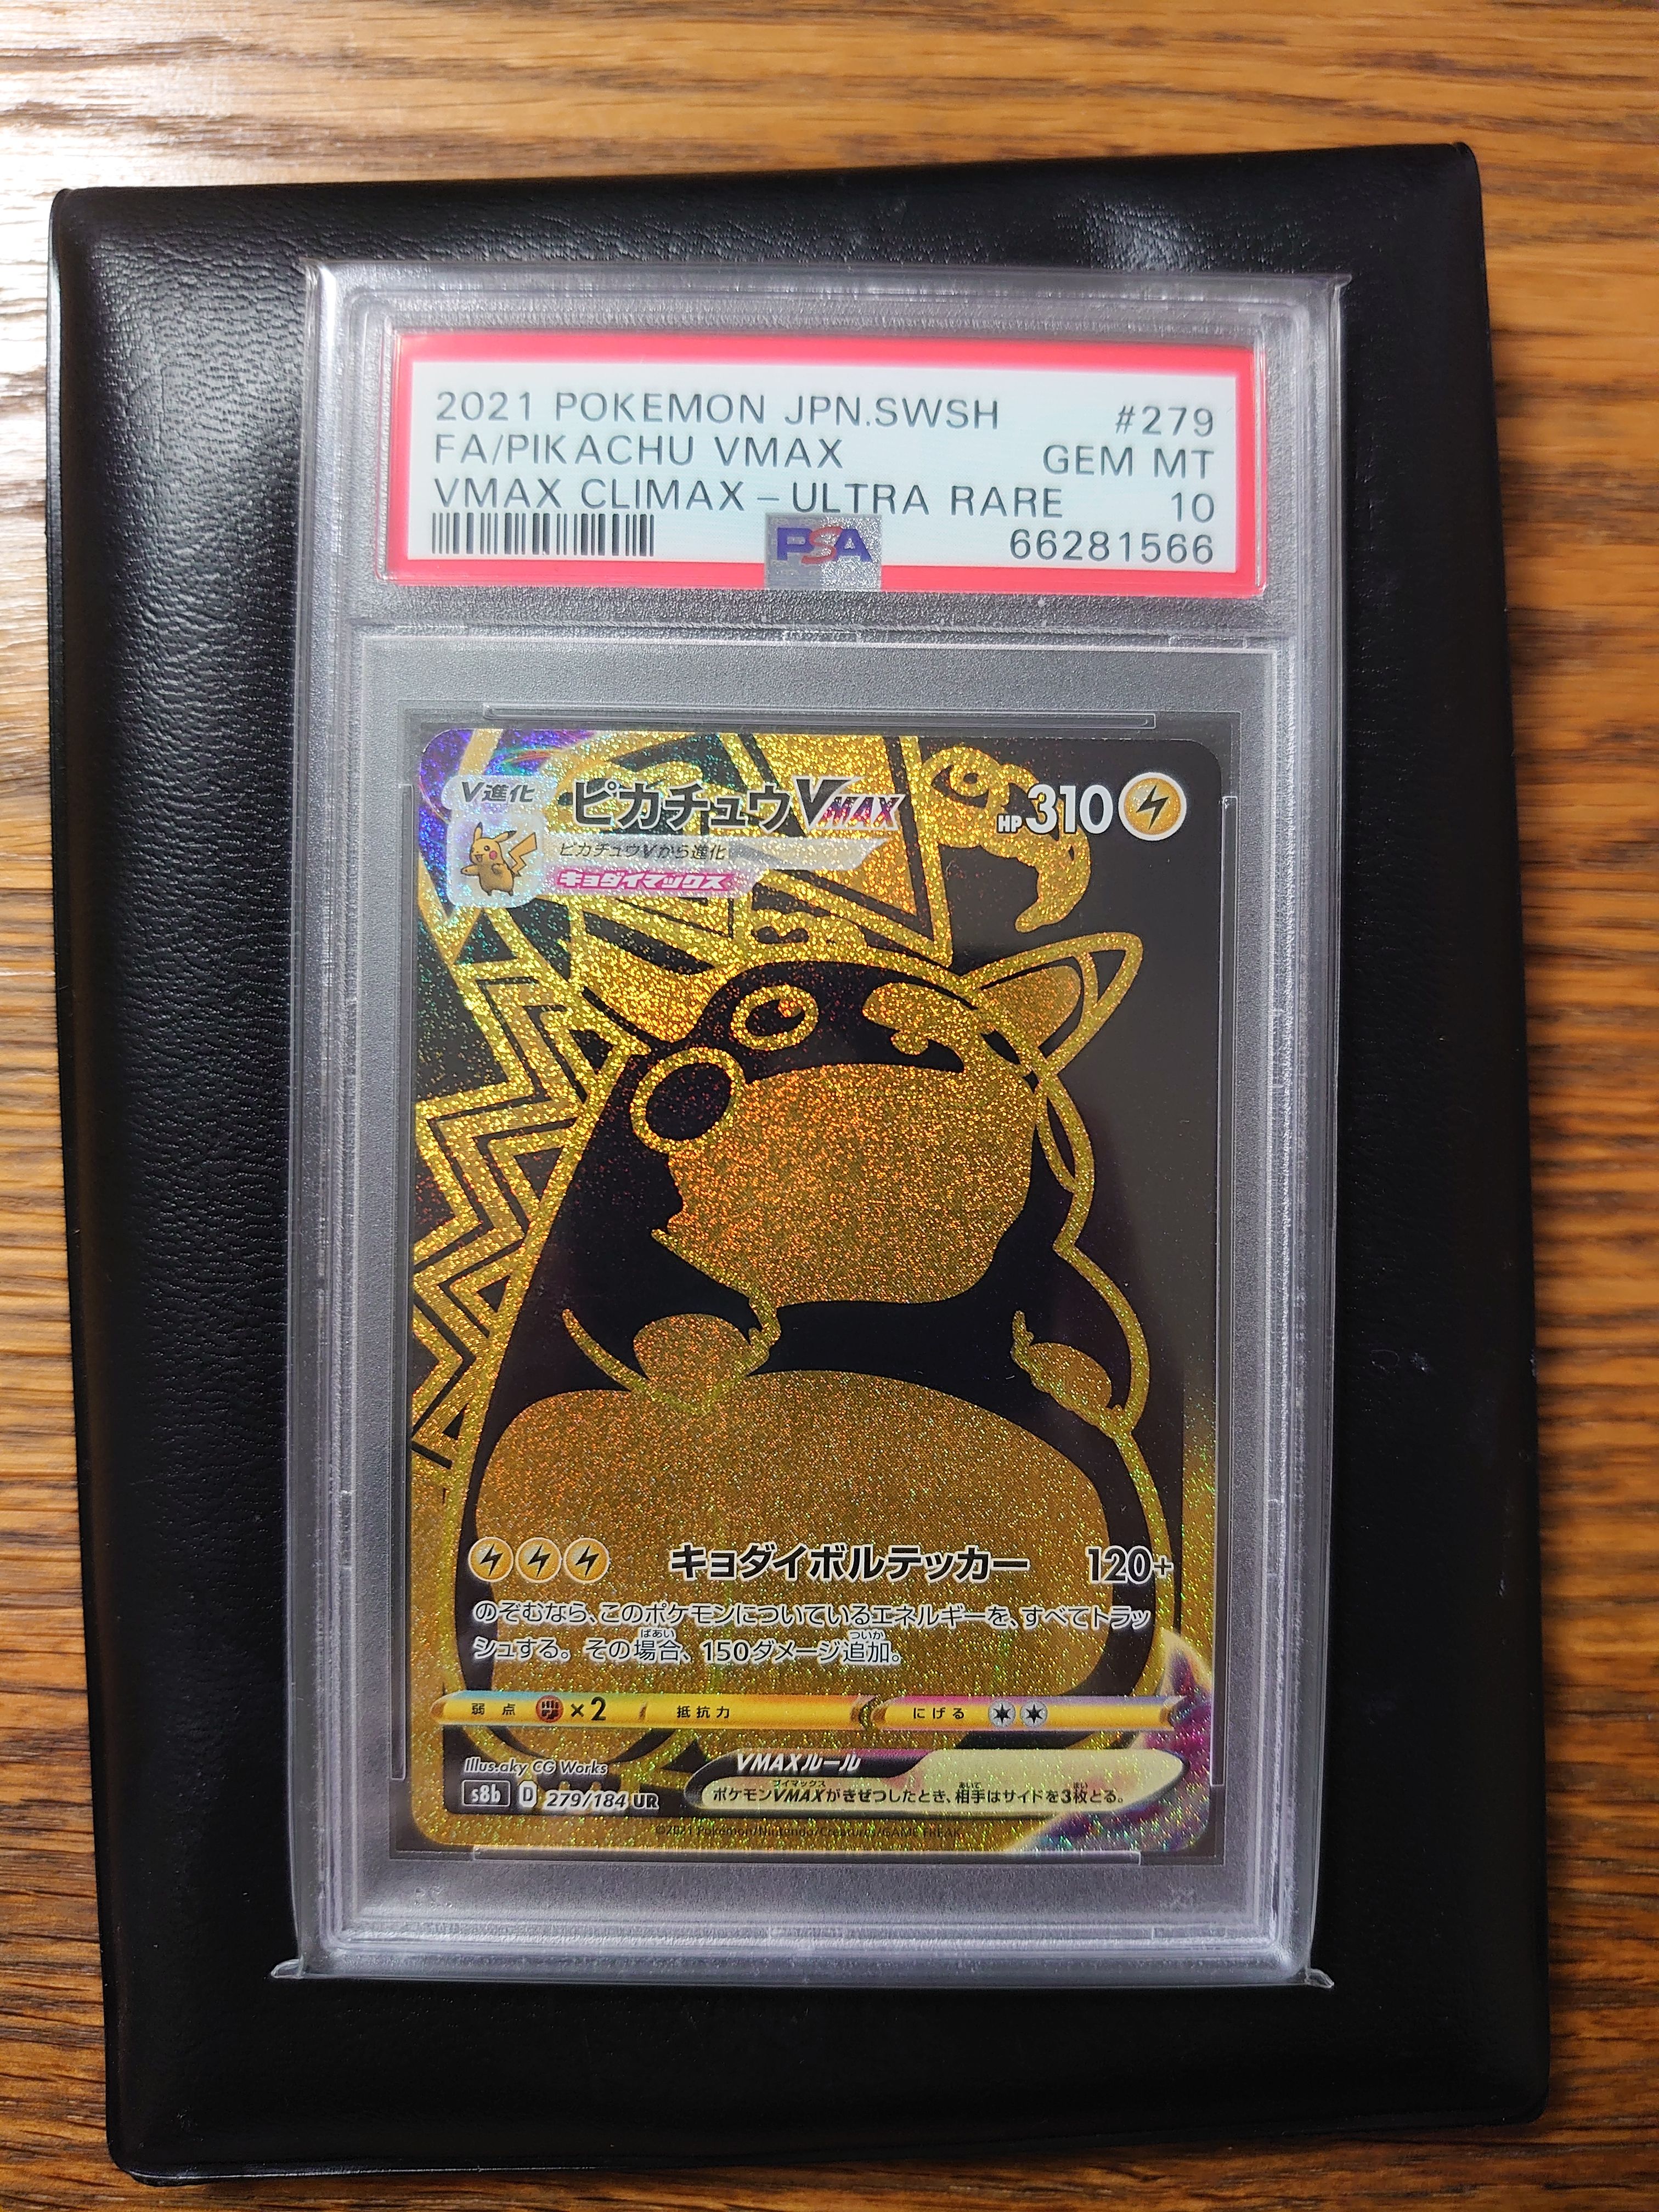 2021 POKEMON JPN.SWSH #279
FA/PIKACHU VMAX GEM MT
VMAX CLIMAX - ULTRA RARE 10
PSA 66281566
V進化 ピカチュウVMAX HP310
ピカチュウVから進化
キョダイマックス
キョダイボルテッカー 120+
のぞむなら、このポケモンについているエネルギーを、すべてトラッ
シュする。その場合、150ダメージ追加。
弱点 ×2 抵抗力 にげる
Illus.aky CG Works
VMAXルール
s8b D 279/184 UR
ポケモンVMAXがきぜつしたとき、相手はサイドを3枚とる。
©2021 Pokémon/Nintendo/Creatures/GAME FREAK.